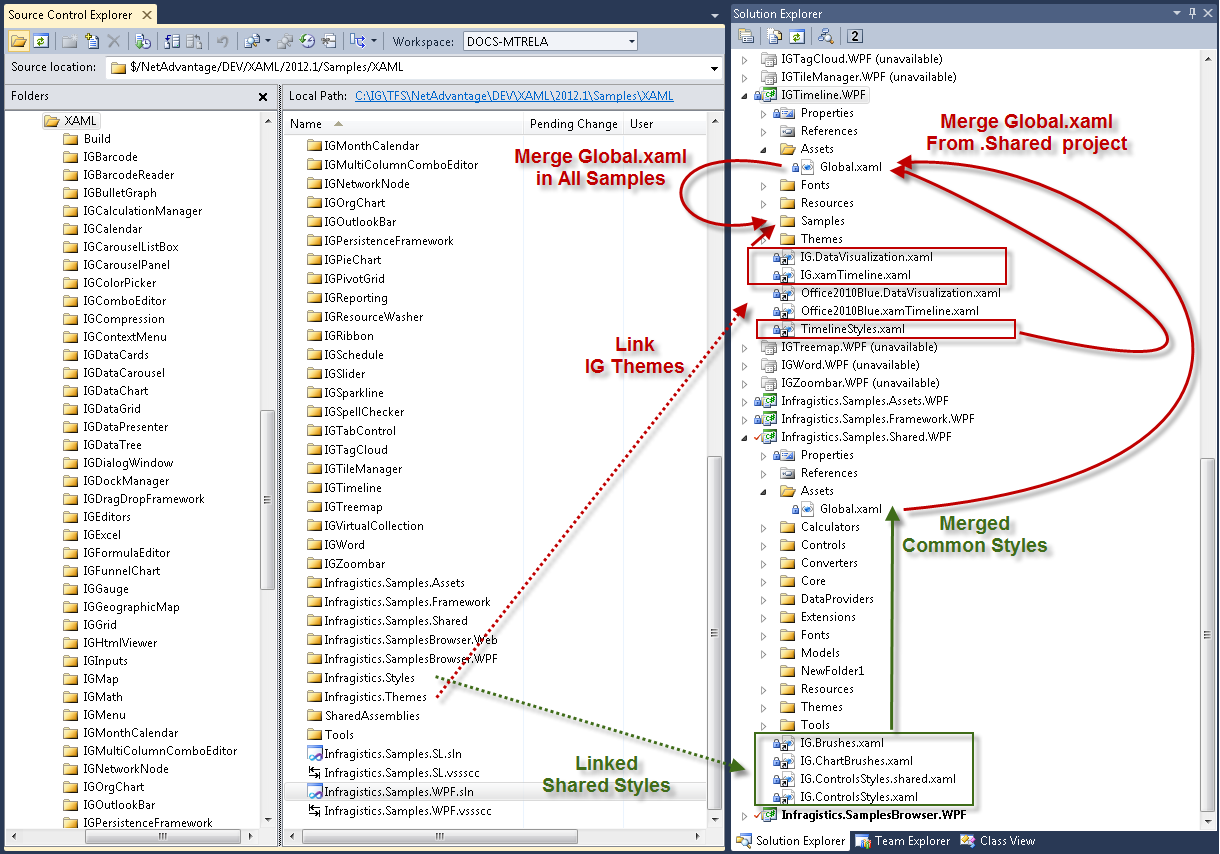 Source Control Explorer
Workspace: DOCS-MTRELA
Source location: $/NetAdvantage/DEV/XAML/2012.1/Samples/XAML
Folders
XAML
Build
IGBarcode
IGBarcodeReader
IGBulletGraph
IGCalculationManager
IGCalendar
IGCarouselListBox
IGCarouselPanel
IGColorPicker
IGComboEditor
IGCompression
IGContextMenu
IGDataCards
IGDataCarousel
IGDataChart
IGDataGrid
IGDataPresenter
IGDataTree
IGDialogWindow
IGDockManager
IGDragDropFramework
IGEditors
IGExcel
IGFormulaEditor
IGFunnelChart
IGGauge
IGGeographicMap
IGGrid
IGHtmlViewer
IGInputs
IGMap
IGMath
IGMenu
IGMonthCalendar
IGMultiColumnComboEditor
IGNetworkNode
IGOrgChart
IGOutlookBar
IGPersistenceFramework
Local Path: C:\IG\TFS\NetAdvantage\DEV\XAML\2012.1\Samples\XAML
Name Pending Change User
IGMonthCalendar
IGMultiColumnComboEditor
IGNetworkNode
IGOrgChart
IGOutlookBar
IGPersistenceFramework
IGPieChart
IGPivotGrid
IGReporting
IGResourceWasher
IGRibbon
IGSchedule
IGSlider
IGSparkline
IGSpellChecker
IGTabControl
IGTagCloud
IGTileManager
IGTimeline
IGTreemap
IGVirtualCollection
IGWord
IGZoombar
Infragistics.Samples.Assets
Infragistics.Samples.Framework
Infragistics.Samples.Shared
Infragistics.SamplesBrowser.Web
Infragistics.SamplesBrowser.WPF
Infragistics.Styles
Infragistics.Themes
SharedAssemblies
Tools
Infragistics.Samples.SL.sln
Infragistics.Samples.SL.vssscc
Infragistics.Samples.WPF.sln
Infragistics.Samples.WPF.vssscc
Merge Global.xaml
in All Samples
Link
IG Themes
Linked
Shared Styles
Solution Explorer
2
IGTagCloud.WPF (unavailable)
IGTileManager.WPF (unavailable)
IGTimeline.WPF
Properties
References
Assets
Global.xaml
Fonts
Resources
Samples
Themes
IG.DataVisualization.xaml
IG.xamTimeline.xaml
Office2010Blue.DataVisualization.xaml
Office2010Blue.xamTimeline.xaml
TimelineStyles.xaml
IGTreemap.WPF (unavailable)
IGWord.WPF (unavailable)
IGZoombar.WPF (unavailable)
Infragistics.Samples.Assets.WPF
Infragistics.Samples.Framework.WPF
Infragistics.Samples.Shared.WPF
Properties
References
Assets
Global.xaml
Calculators
Controls
Converters
Core
DataProviders
Extensions
Fonts
Models
NewFolder1
Resources
Themes
Tools
IG.Brushes.xaml
IG.ChartBrushes.xaml
IG.ControlsStyles.shared.xaml
IG.ControlsStyles.xaml
Infragistics.SamplesBrowser.WPF
Merge Global.xaml
From .Shared project
Merged
Common Styles
Solution Explorer Team Explorer Class View